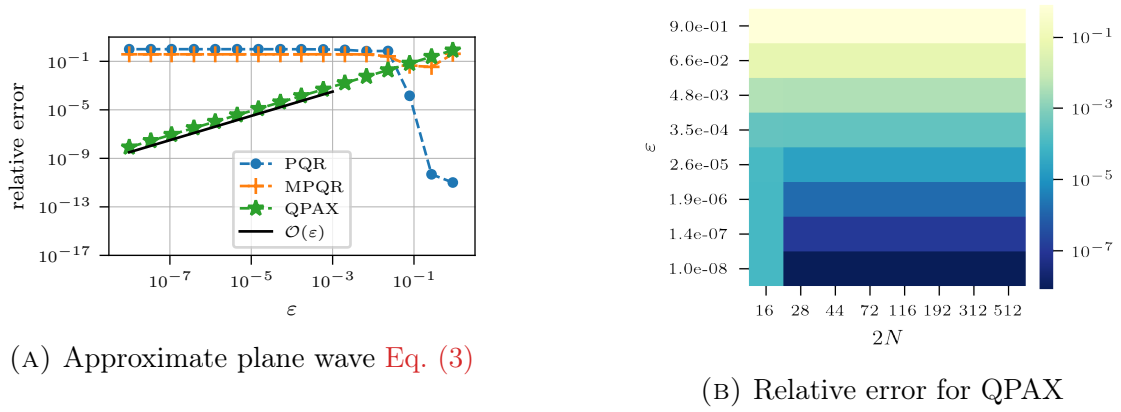 relative error
10⁻¹
10⁻⁵
10⁻⁹
10⁻¹³
10⁻¹⁷
PQR
MPQR
QPAX
𝒪(ε)
10⁻⁷ 10⁻⁵ 10⁻³ 10⁻¹
ε
(A) Approximate plane wave Eq. (3)
ε
9.0e-01
6.6e-02
4.8e-03
3.5e-04
2.6e-05
1.9e-06
1.4e-07
1.0e-08
16 28 44 72 116 192 312 512
2N
10⁻¹
10⁻³
10⁻⁵
10⁻⁷
(B) Relative error for QPAX